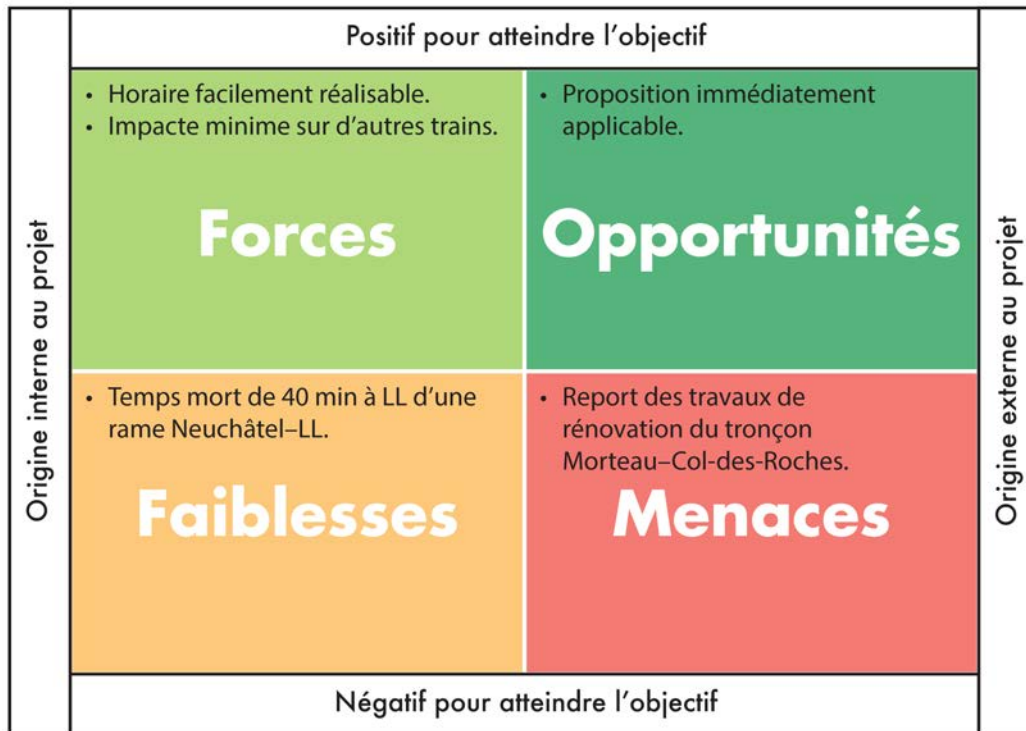 Positif pour atteindre l’objectif
Origine interne au projet
• Horaire facilement réalisable.
• Impacte minime sur d’autres trains.
Forces
• Proposition immédiatement
applicable.
Opportunités
• Temps mort de 40 min à LL d’une
rame Neuchâtel–LL.
Faiblesses
• Report des travaux de
rénovation du tronçon
Morteau–Col-des-Roches.
Menaces
Origine externe au projet
Négatif pour atteindre l’objectif